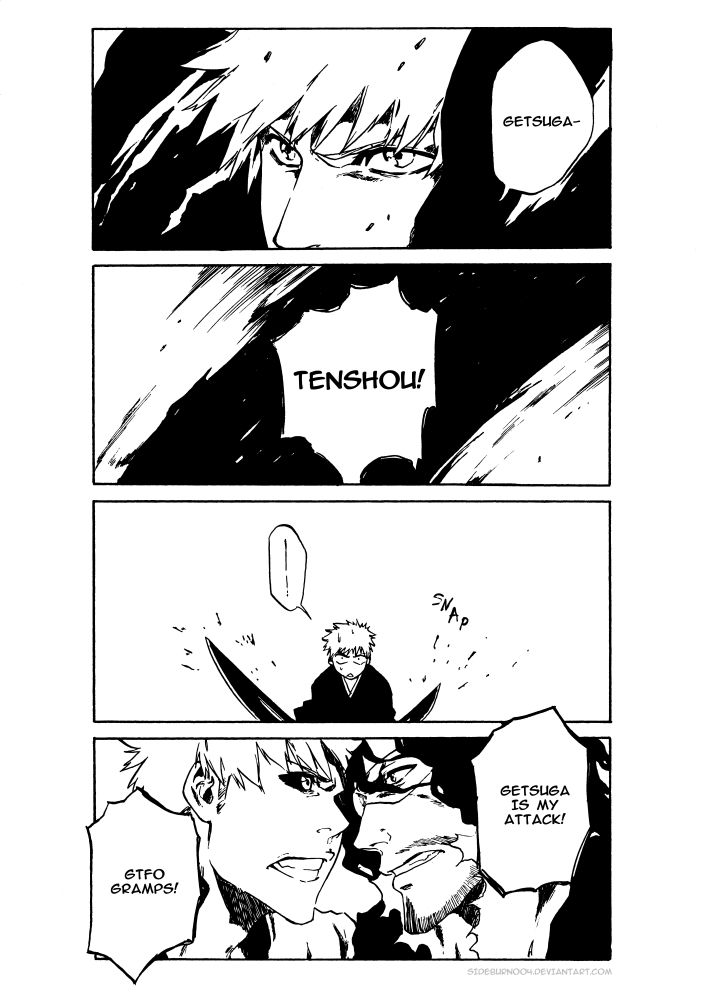 GETSUGA-
TENSHOU!
SNAP
GETSUGA
IS MY
ATTACK!
GTFO
GRAMPS!
SIDEBURN004.DEVIANTART.COM